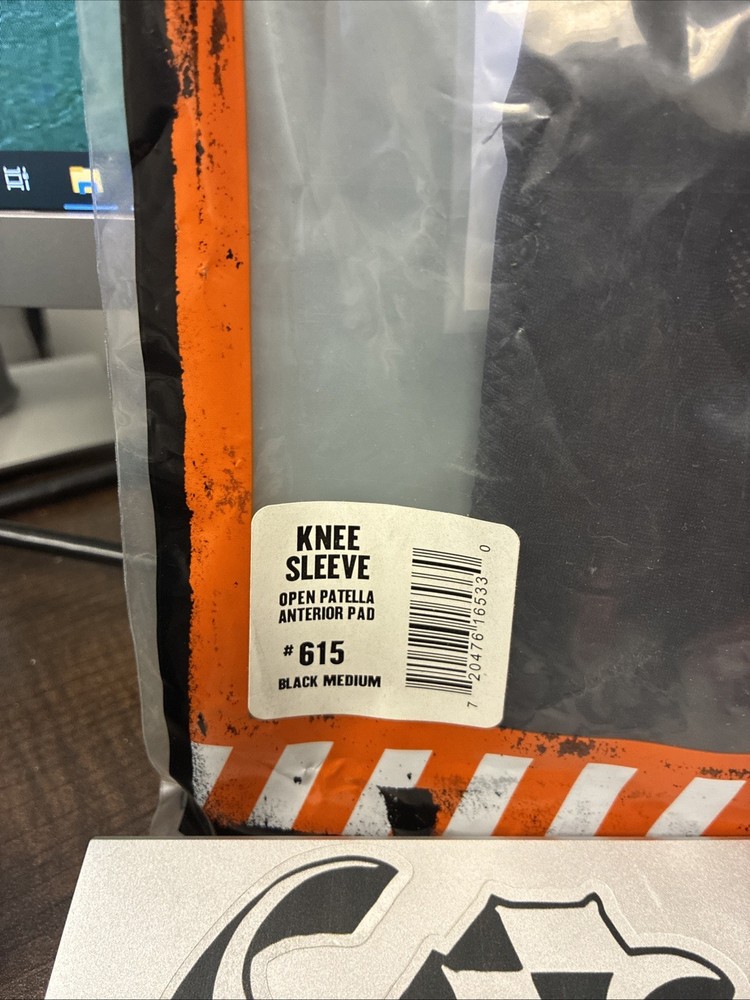 KNEE
SLEEVE
OPEN PATELLA
ANTERIOR PAD
#615
BLACK MEDIUM
7 20476 16533 0